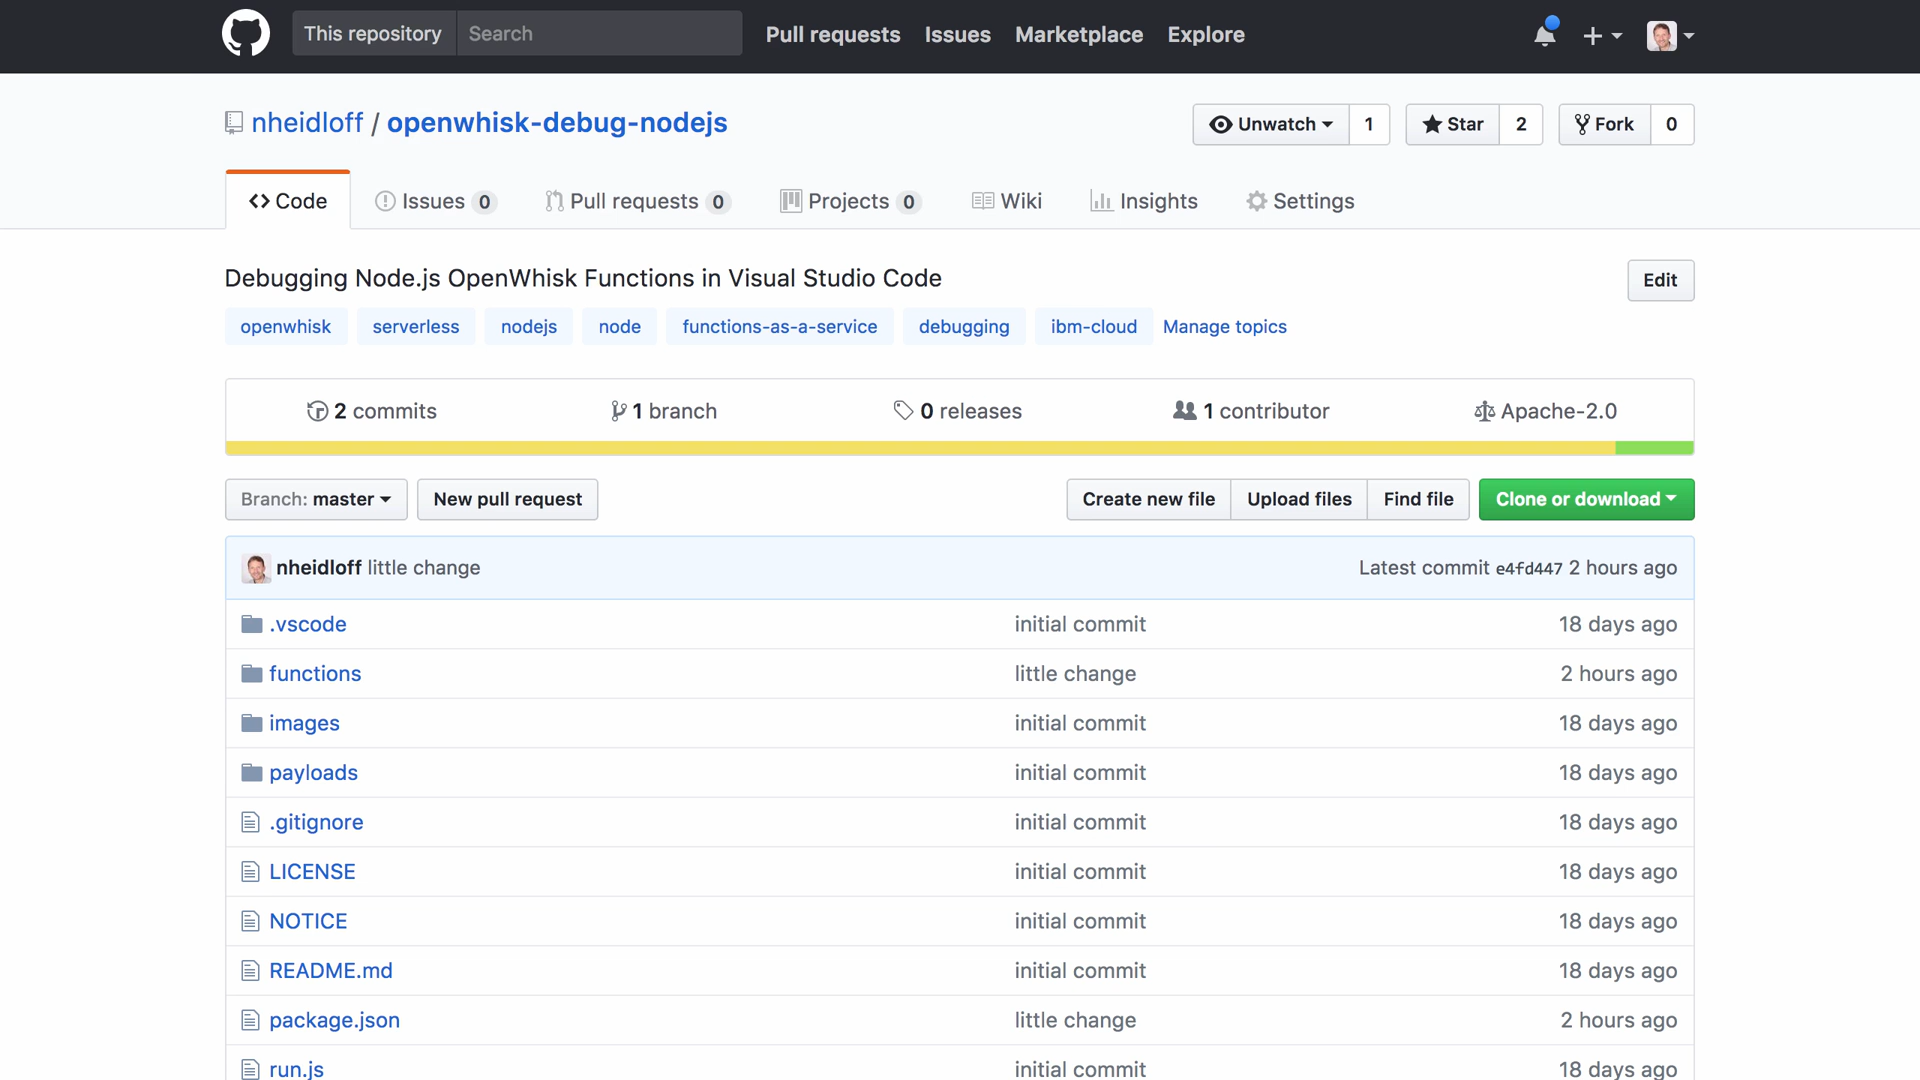 This repository Search Pull requests Issues Marketplace Explore
nheidloff / openwhisk-debug-nodejs Unwatch 1 Star 2 Fork 0
Code Issues 0 Pull requests 0 Projects 0 Wiki Insights Settings
Debugging Node.js OpenWhisk Functions in Visual Studio Code Edit
openwhisk serverless nodejs node functions-as-a-service debugging ibm-cloud Manage topics
2 commits 1 branch 0 releases 1 contributor Apache-2.0
Branch: master New pull request Create new file Upload files Find file Clone or download
nheidloff little change Latest commit e4fd447 2 hours ago
.vscode initial commit 18 days ago
functions little change 2 hours ago
images initial commit 18 days ago
payloads initial commit 18 days ago
.gitignore initial commit 18 days ago
LICENSE initial commit 18 days ago
NOTICE initial commit 18 days ago
README.md initial commit 18 days ago
package.json little change 2 hours ago
run.js initial commit 18 days ago